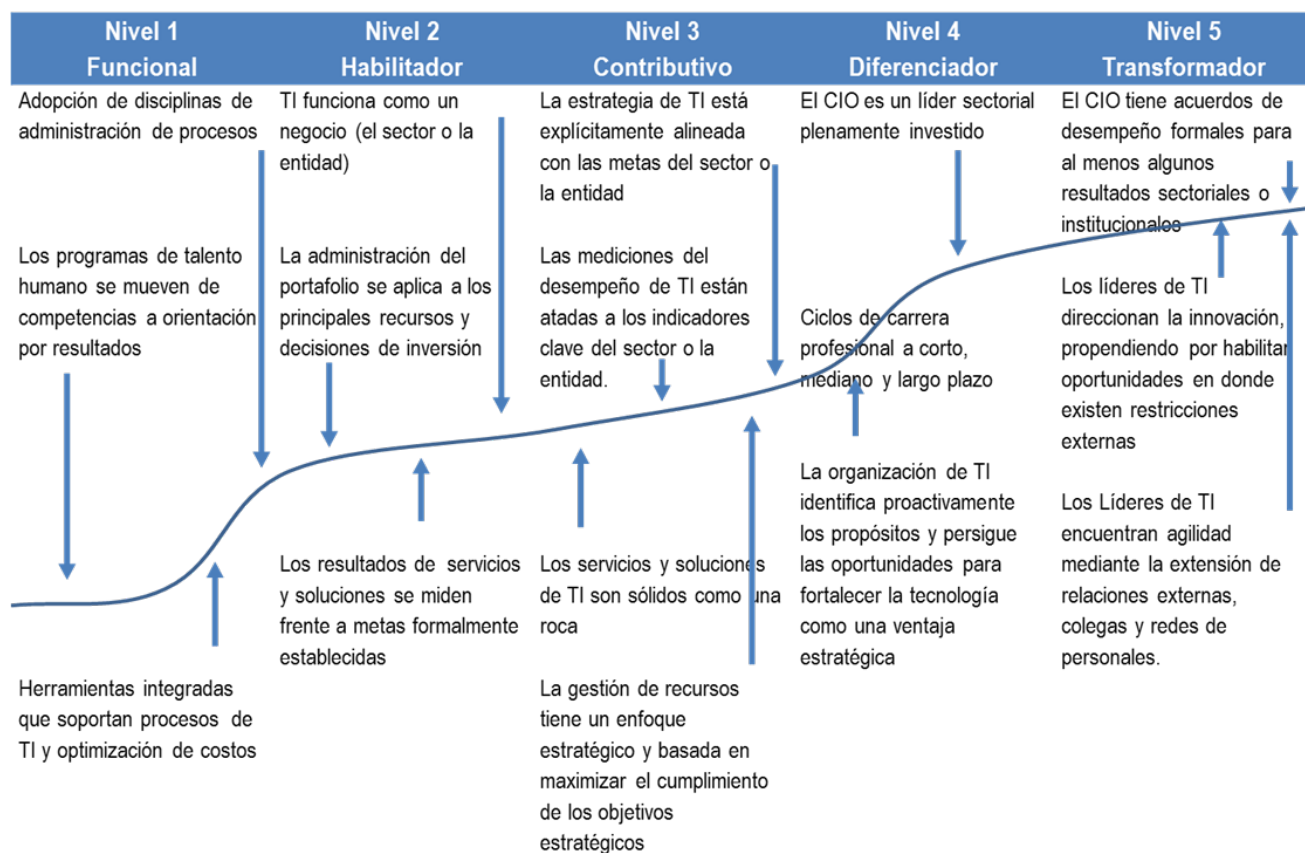 Nivel 1
Funcional
Nivel 2
Habilitador
Nivel 3
Contributivo
Nivel 4
Diferenciador
Nivel 5
Transformador
Adopción de disciplinas de
administración de procesos
Los programas de talento
humano se mueven de
competencias a orientación
por resultados
Herramientas integradas
que soportan procesos de
TI y optimización de costos
TI funciona como un
negocio (el sector o la
entidad)
La administración del
portafolio se aplica a los
principales recursos y
decisiones de inversión
Los resultados de servicios
y soluciones se miden
frente a metas formalmente
establecidas
La estrategia de TI está
explícitamente alineada
con las metas del sector o
la entidad
Las mediciones del
desempeño de TI están
atadas a los indicadores
clave del sector o la
entidad.
Los servicios y soluciones
de TI son sólidos como una
roca
La gestión de recursos
tiene un enfoque
estratégico y basada en
maximizar el cumplimiento
de los objetivos
estratégicos
El CIO es un líder sectorial
plenamente investido
Ciclos de carrera
profesional a corto,
mediano y largo plazo
La organización de TI
identifica proactivamente
los propósitos y persigue
las oportunidades para
fortalecer la tecnología
como una ventaja
estratégica
El CIO tiene acuerdos de
desempeño formales para
al menos algunos
resultados sectoriales o
institucionales
Los líderes de TI
direccionan la innovación,
propendiendo por habilitar
oportunidades en donde
existen restricciones
externas
Los Líderes de TI
encuentran agilidad
mediante la extensión de
relaciones externas,
colegas y redes de
personales.